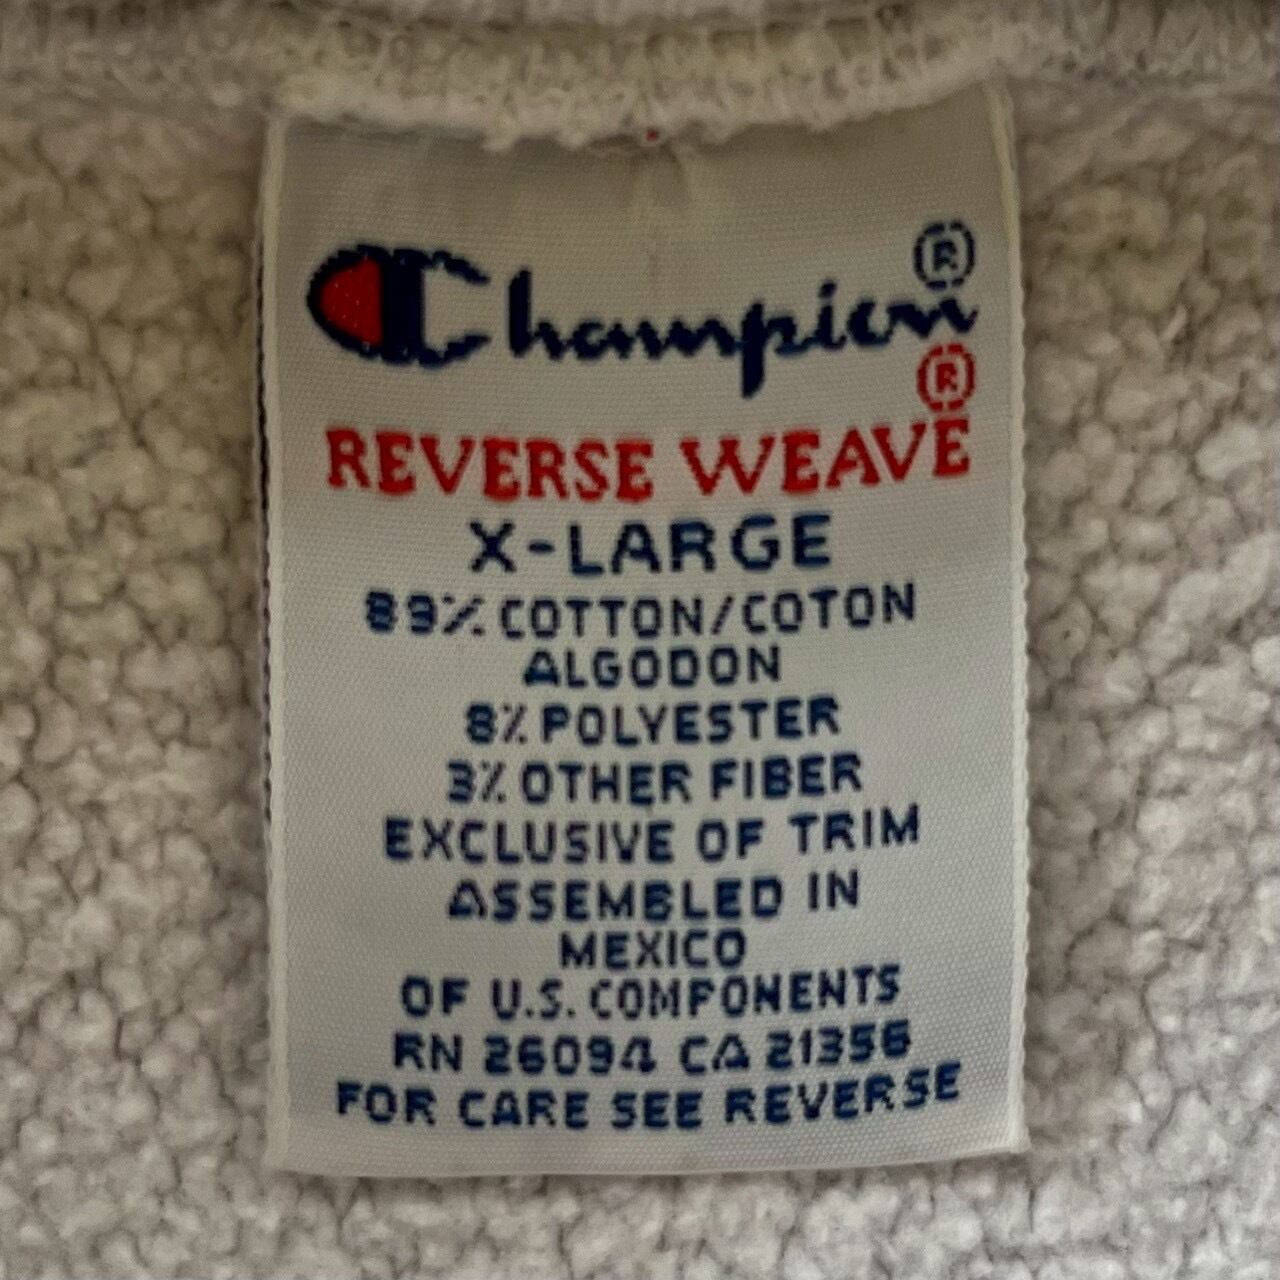 Champion®
REVERSE WEAVE®
X-LARGE
89% COTTON/COTON
ALGODON
8% POLYESTER
3% OTHER FIBER
EXCLUSIVE OF TRIM
ASSEMBLED IN
MEXICO
OF U.S. COMPONENTS
RN 26094 CA 21356
FOR CARE SEE REVERSE